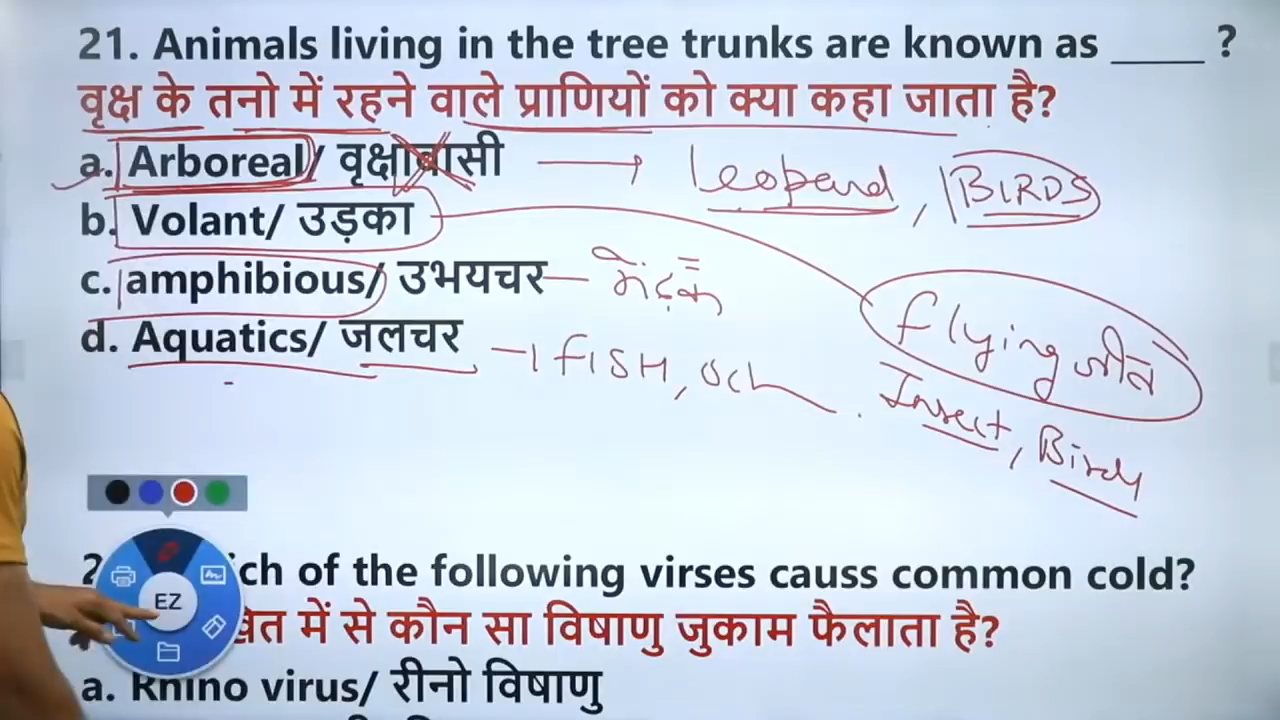 21. Animals living in the tree trunks are known as _____ ?
वृक्ष के तनो में रहने वाले प्राणियों को क्या कहा जाता है?
a. Arboreal/ वृक्षावासी → leopard, BIRDS
b. Volant/ उड़का
c. amphibious/ उभयचर
d. Aquatics/ जलचर
Flying जीव
FISH,
Insect, Birds
EZ
ich of the following virses causs common cold?
में से कौन सा विषाणु जुकाम फैलाता है?
a. Rhino virus/ रीनो विषाणु